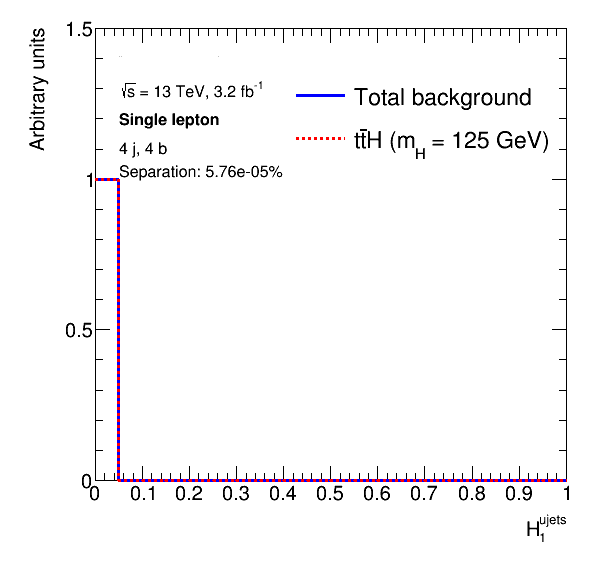 Arbitrary units
1.5
1
0.5
0
√s = 13 TeV, 3.2 fb⁻¹
Single lepton
4 j, 4 b
Separation: 5.76e-05%
Total background
tt̄H (m_H = 125 GeV)
0 0.1 0.2 0.3 0.4 0.5 0.6 0.7 0.8 0.9 1
H₁^ujets